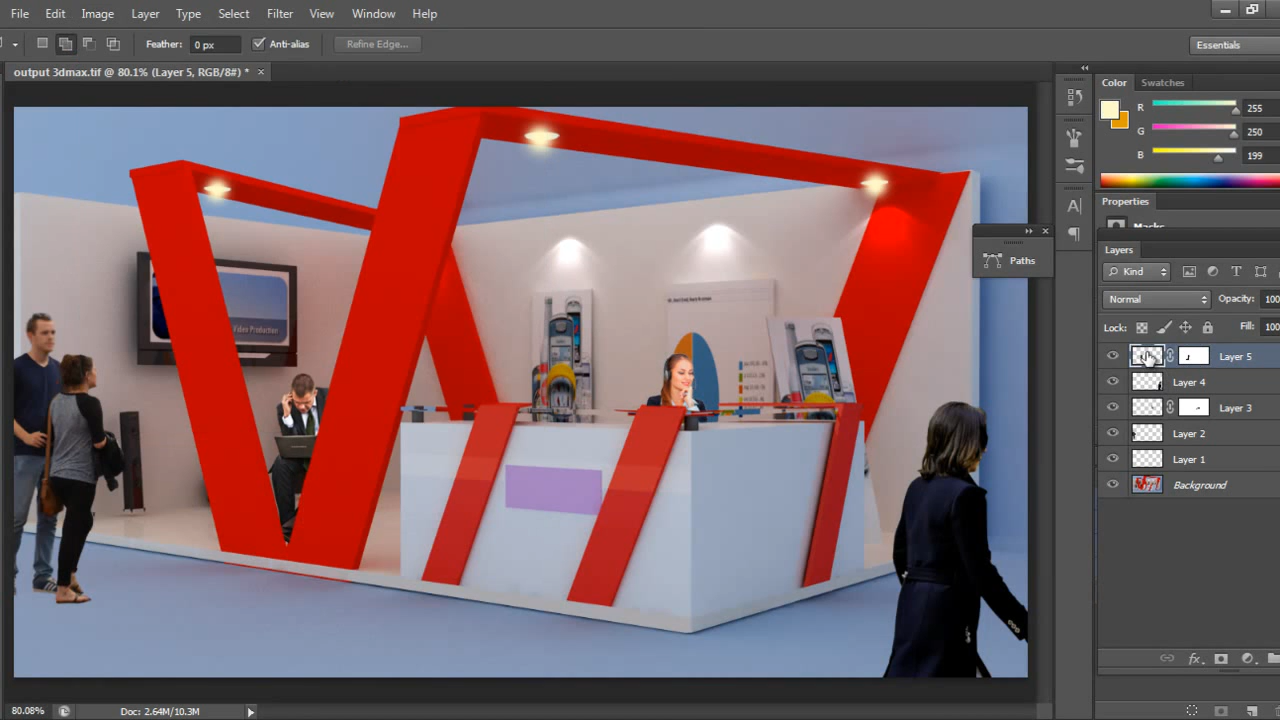 File Edit Image Layer Type Select Filter View Window Help
Feather: 0 px Anti-alias Refine Edge... Essentials
output 3dmax.tif @ 80.1% (Layer 5, RGB/8#) * ×
Color Swatches
R 255
G 250
B 199
Properties
Masks
Paths
Layers
Kind
Normal Opacity: 100
Lock: Fill: 100
Layer 5
Layer 4
Layer 3
Layer 2
Layer 1
Background
Video Production
80.08% Doc: 2.64M/10.3M